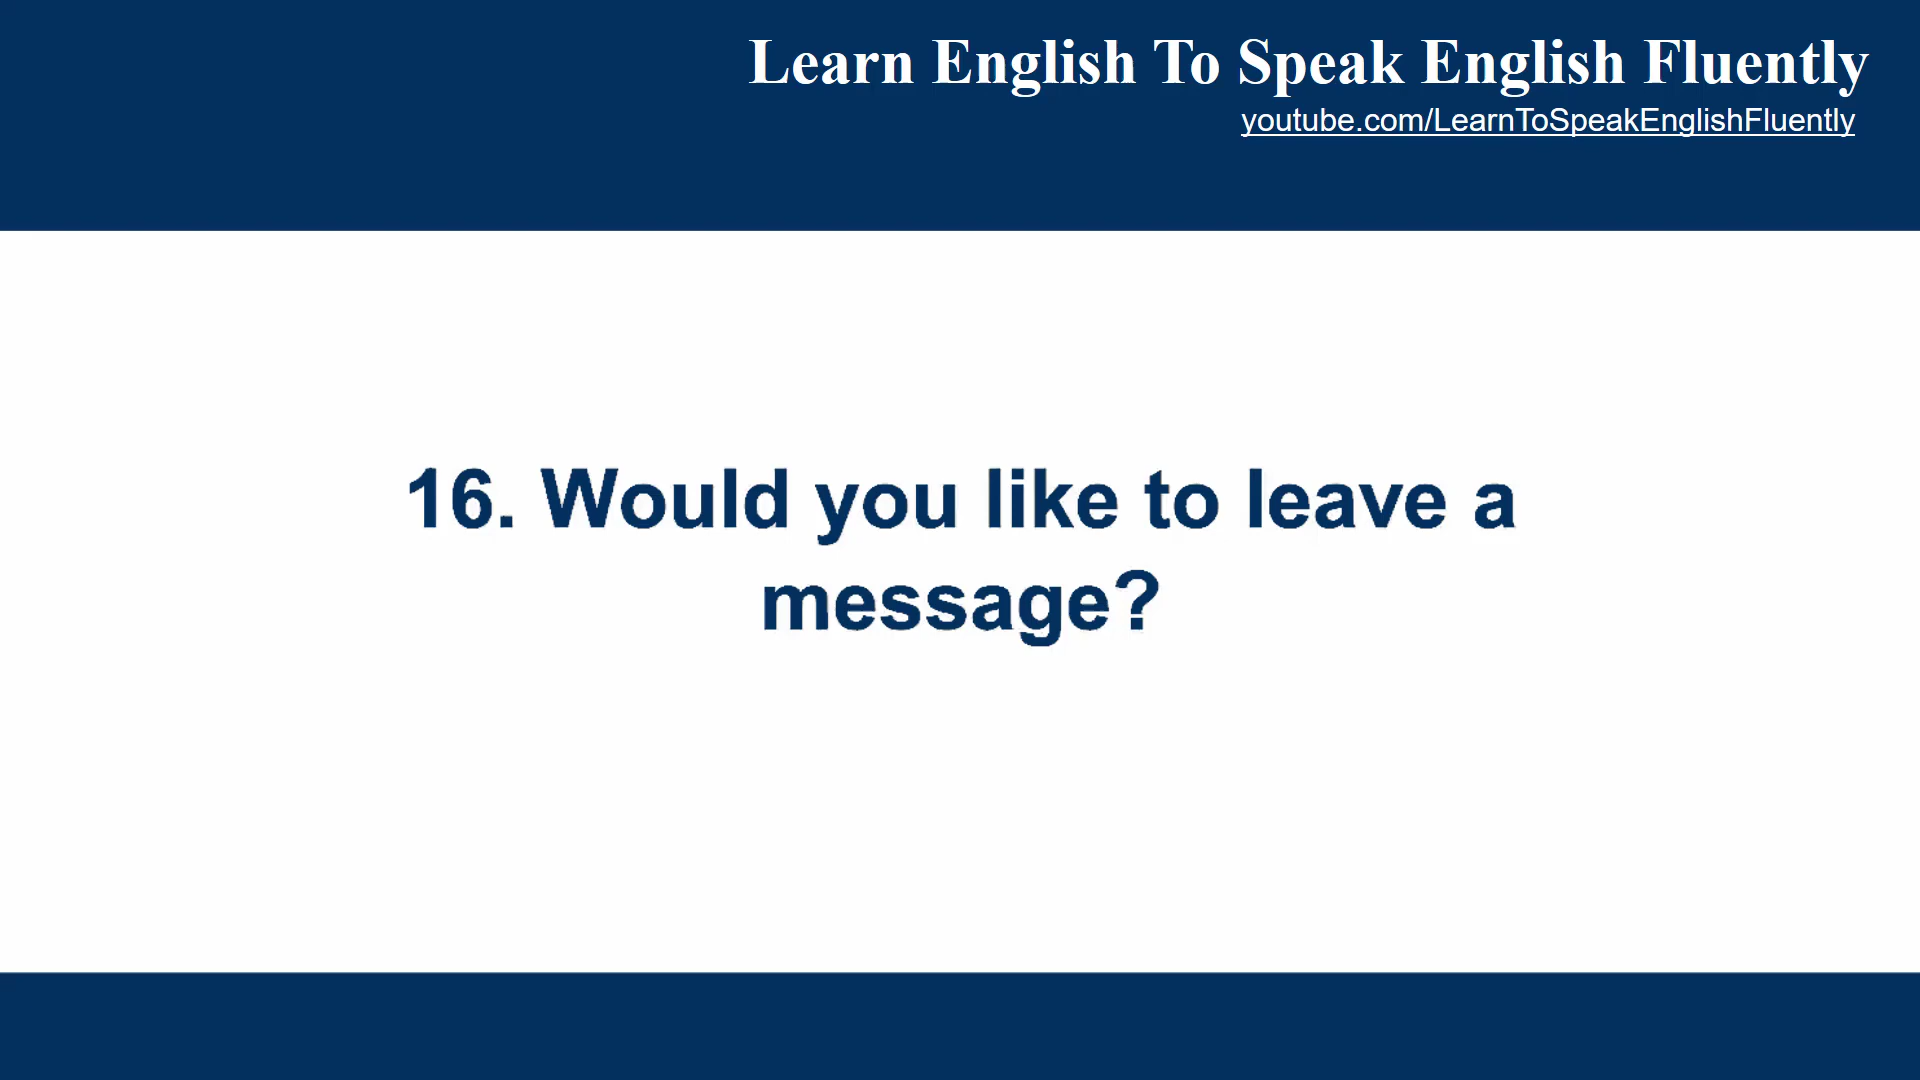 Learn English To Speak English Fluently
youtube.com/LearnToSpeakEnglishFluently
16. Would you like to leave a
message?